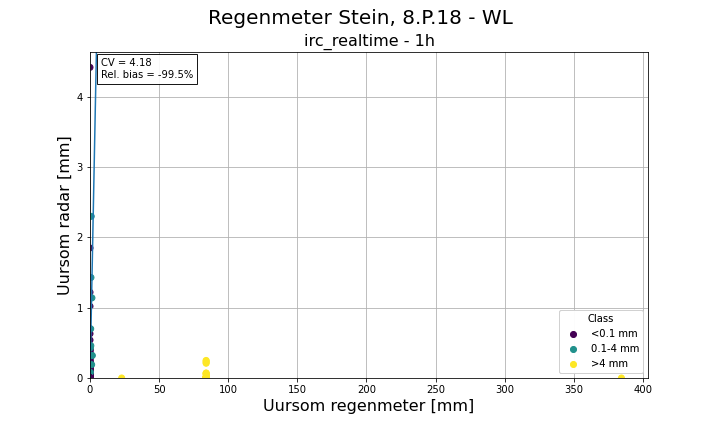 Regenmeter Stein, 8.P.18 - WL
irc_realtime - 1h
CV = 4.18
Rel. bias = -99.5%
Uursom radar [mm]
4
3
2
1
0
0 50 100 150 200 250 300 350 400
Uursom regenmeter [mm]
Class
<0.1 mm
0.1-4 mm
>4 mm